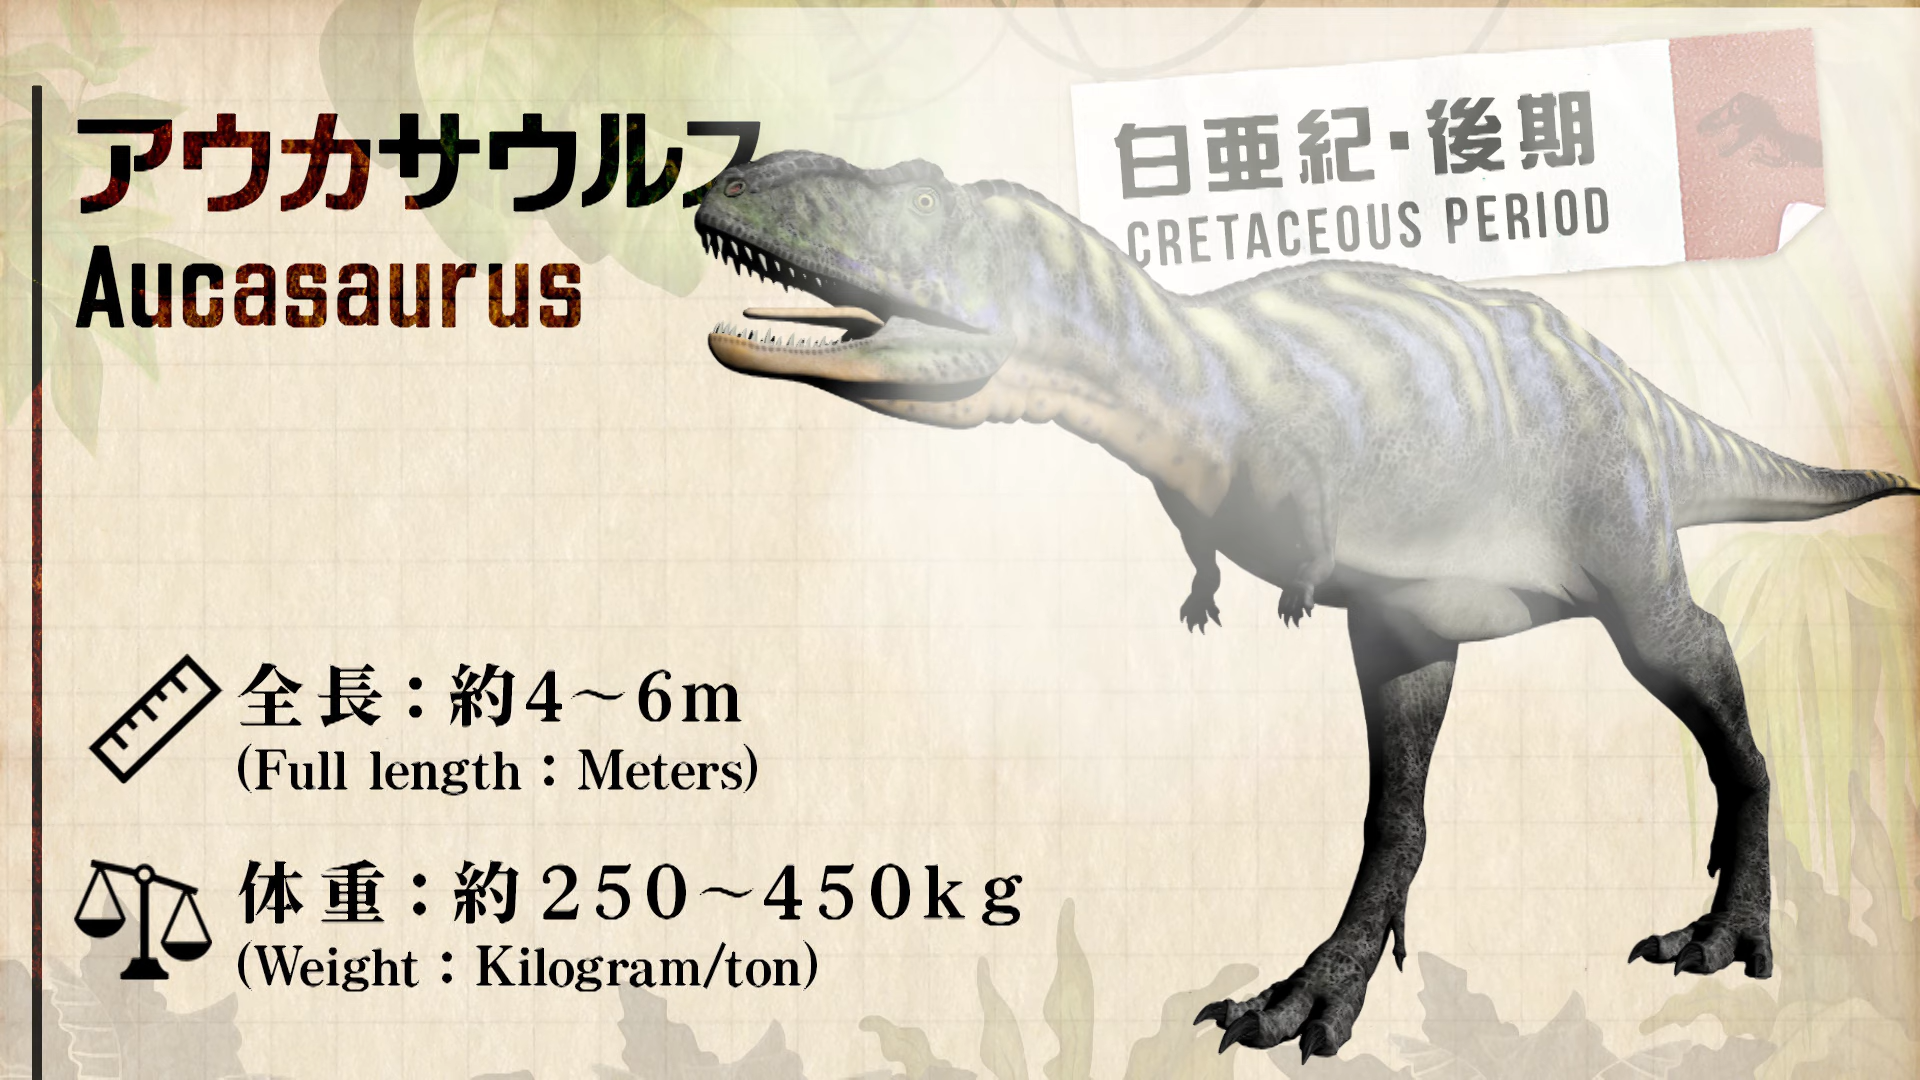 アウカサウルス
Aucasaurus
白亜紀・後期
CRETACEOUS PERIOD
全長：約4～6m
(Full length：Meters)
体重：約250～450kg
(Weight：Kilogram/ton)